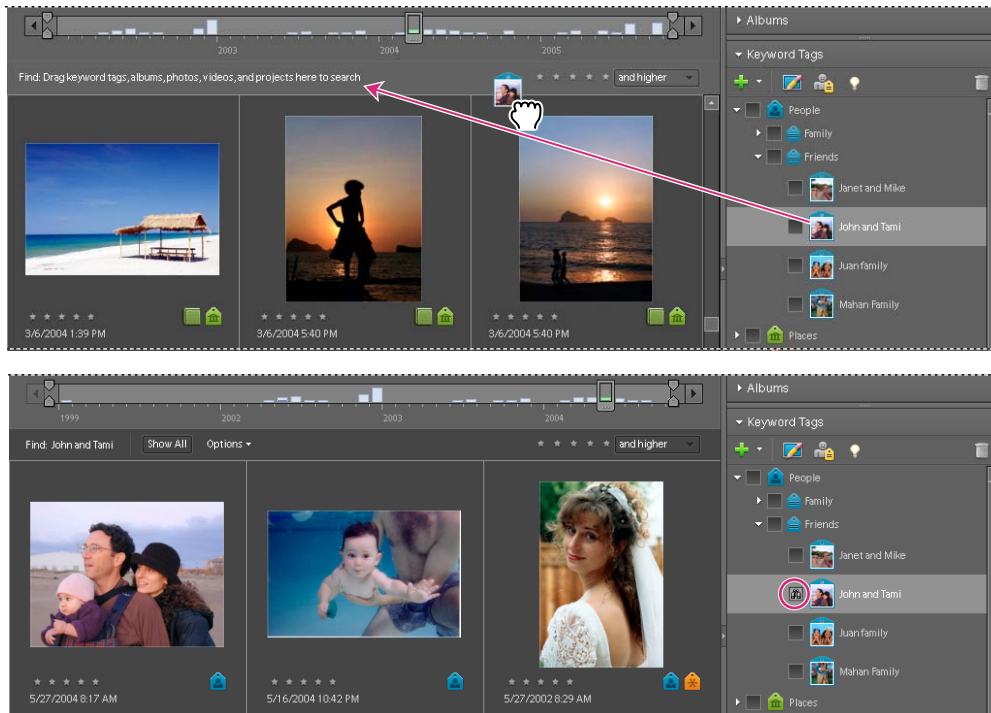 2003
2004
2005
Find: Drag keyword tags, albums, photos, videos, and projects here to search
and higher
3/6/2004 1:39 PM
3/6/2004 5:40 PM
3/6/2004 5:40 PM
Albums
Keyword Tags
People
Family
Friends
Janet and Mike
John and Tami
Juan family
Mahan Family
Places
1999
2002
2003
2004
Find: John and Tami
Show All
Options
and higher
5/27/2004 8:17 AM
5/16/2004 10:42 PM
5/27/2002 8:29 AM
Albums
Keyword Tags
People
Family
Friends
Janet and Mike
John and Tami
Juan family
Mahan Family
Places